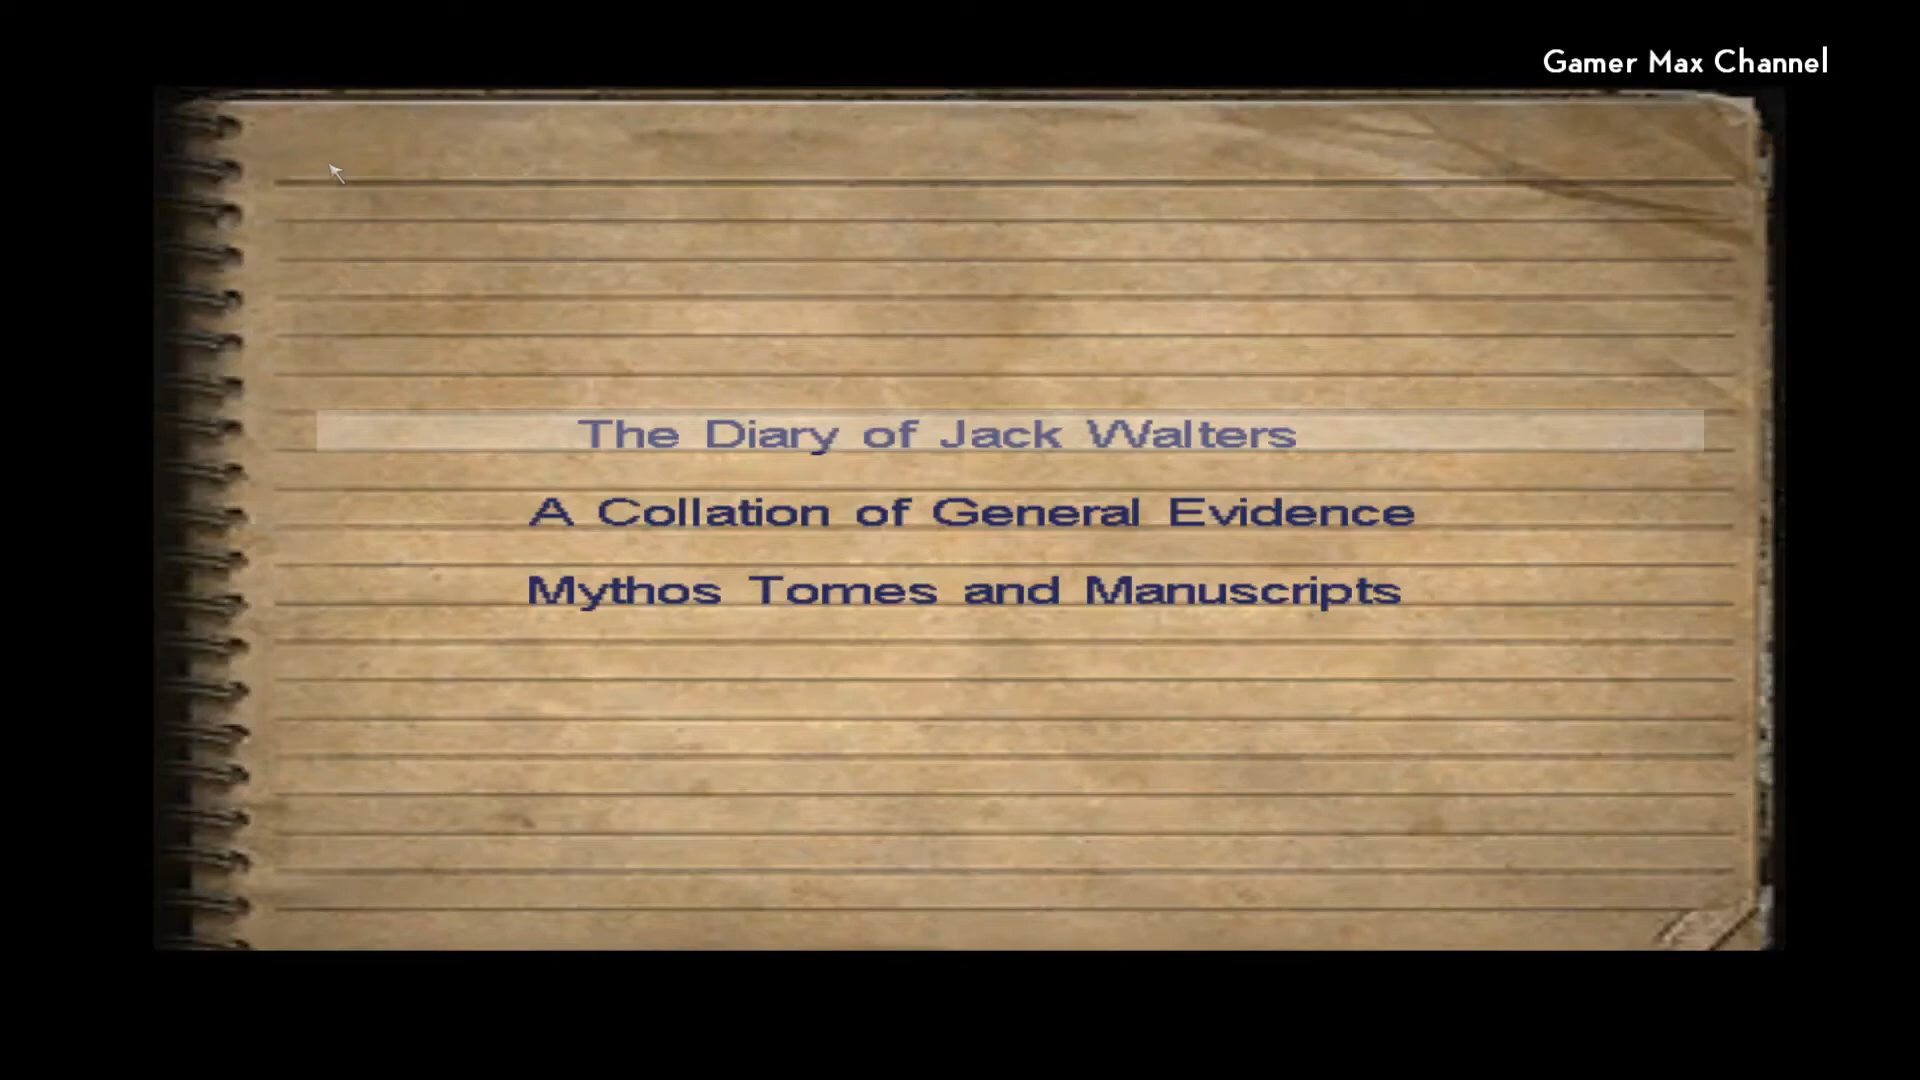 Gamer Max Channel
The Diary of Jack Walters
A Collation of General Evidence
Mythos Tomes and Manuscripts